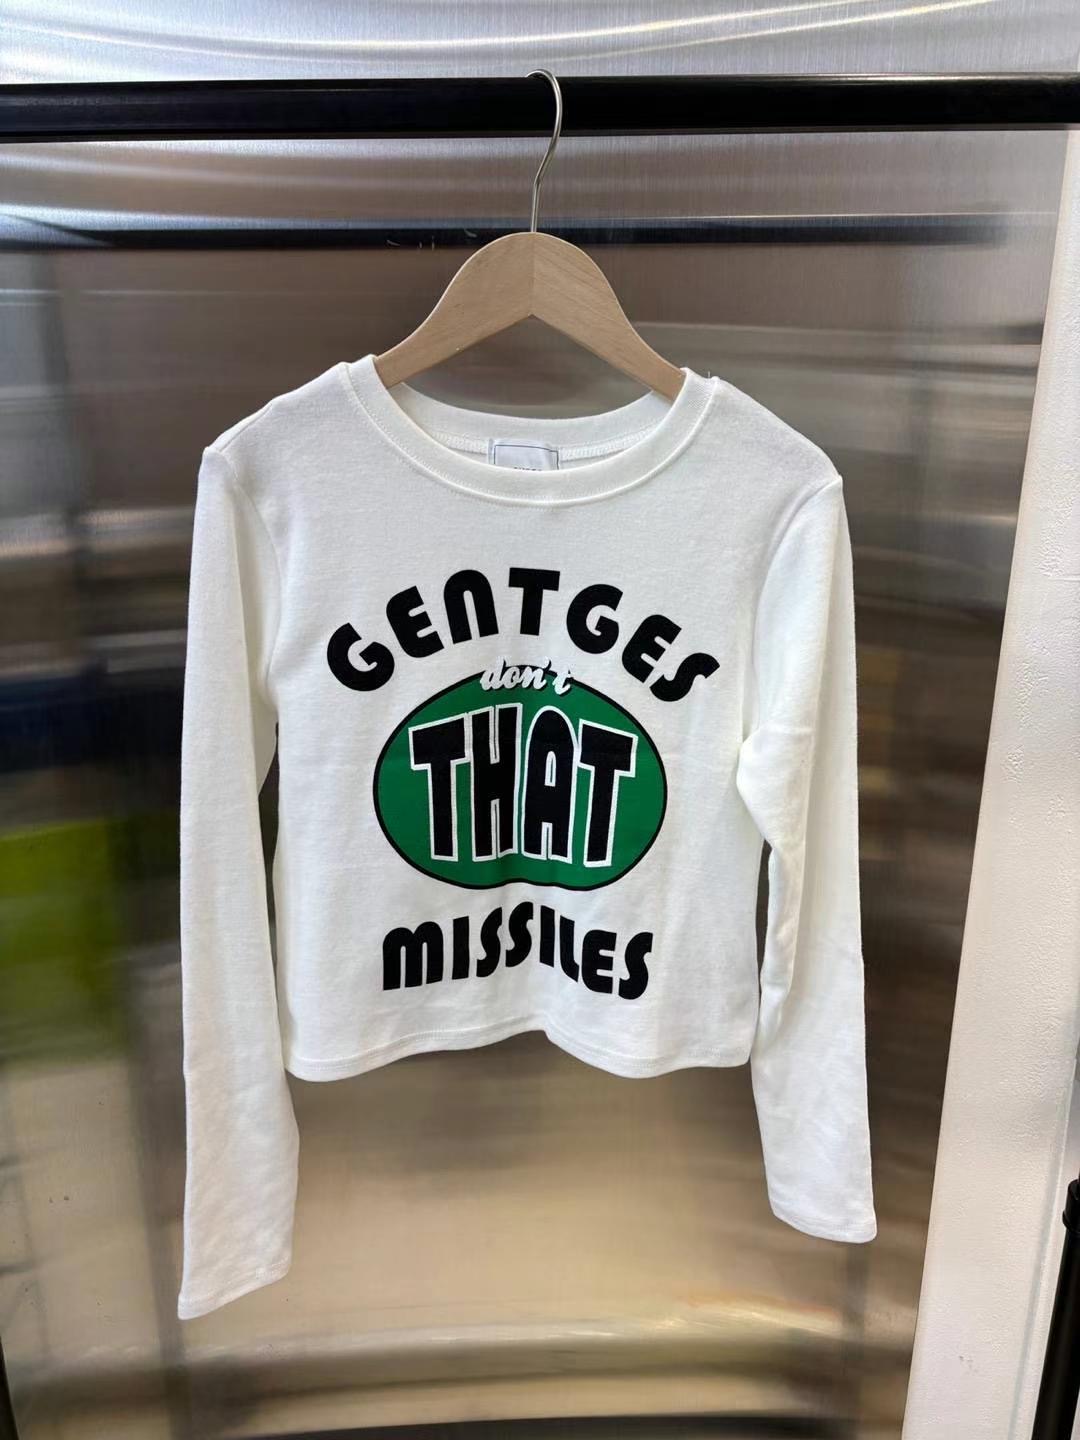 GENTGES
don't
THAT
MISSILES